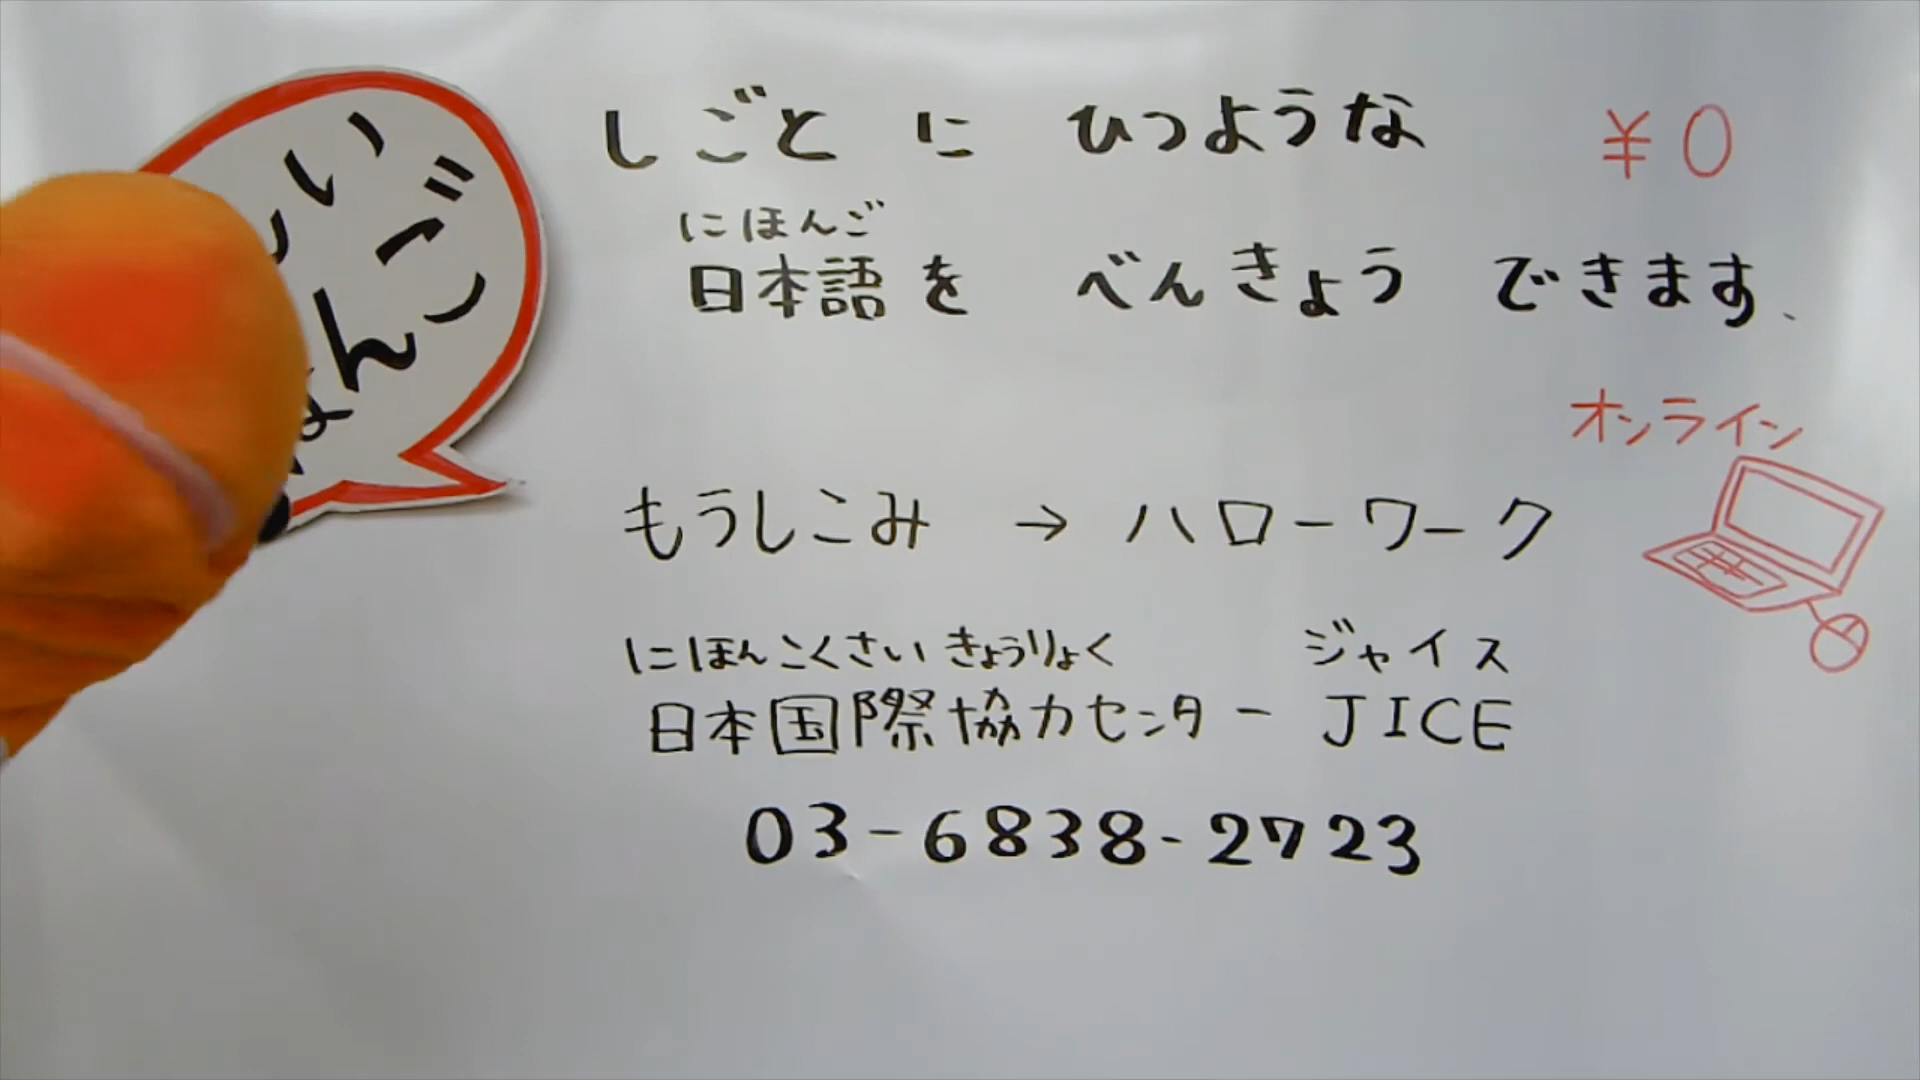 しごと に ひつような ¥0
にほんご
日本語を べんきょう できます、
オンライン
もうしこみ → ハローワーク
にほんこくさいきょうりょく ジャイス
日本国際協力センター JICE
03-6838-2723